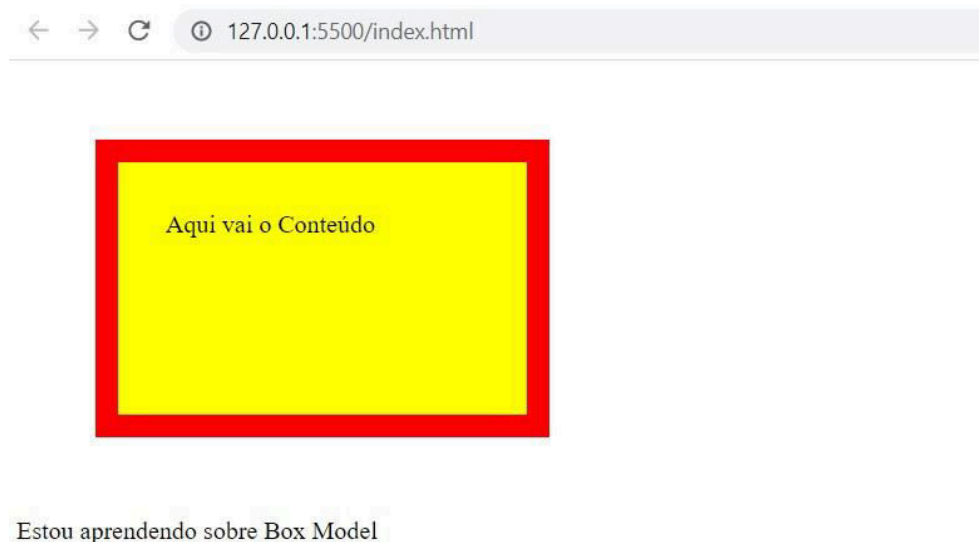 127.0.0.1:5500/index.html
Aqui vai o Conteúdo
Estou aprendendo sobre Box Model